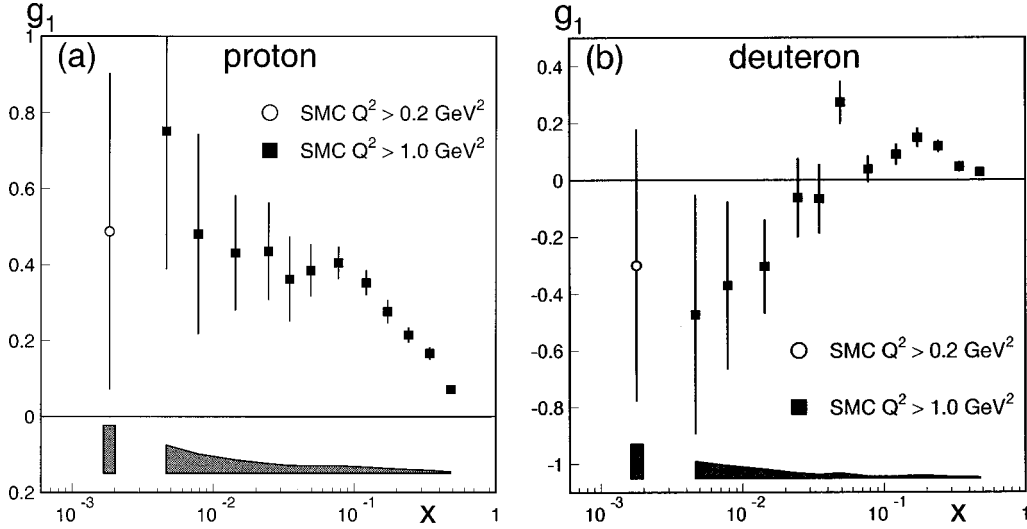 g1
1
(a)
proton
SMC Q² > 0.2 GeV²
SMC Q² > 1.0 GeV²
0.8
0.6
0.4
0.2
0
0.2
10⁻³
10⁻²
10⁻¹
X
1
g1
(b)
deuteron
0.4
0.2
0
-0.2
-0.4
-0.6
-0.8
-1
SMC Q² > 0.2 GeV²
SMC Q² > 1.0 GeV²
10⁻³
10⁻²
10⁻¹
X
1